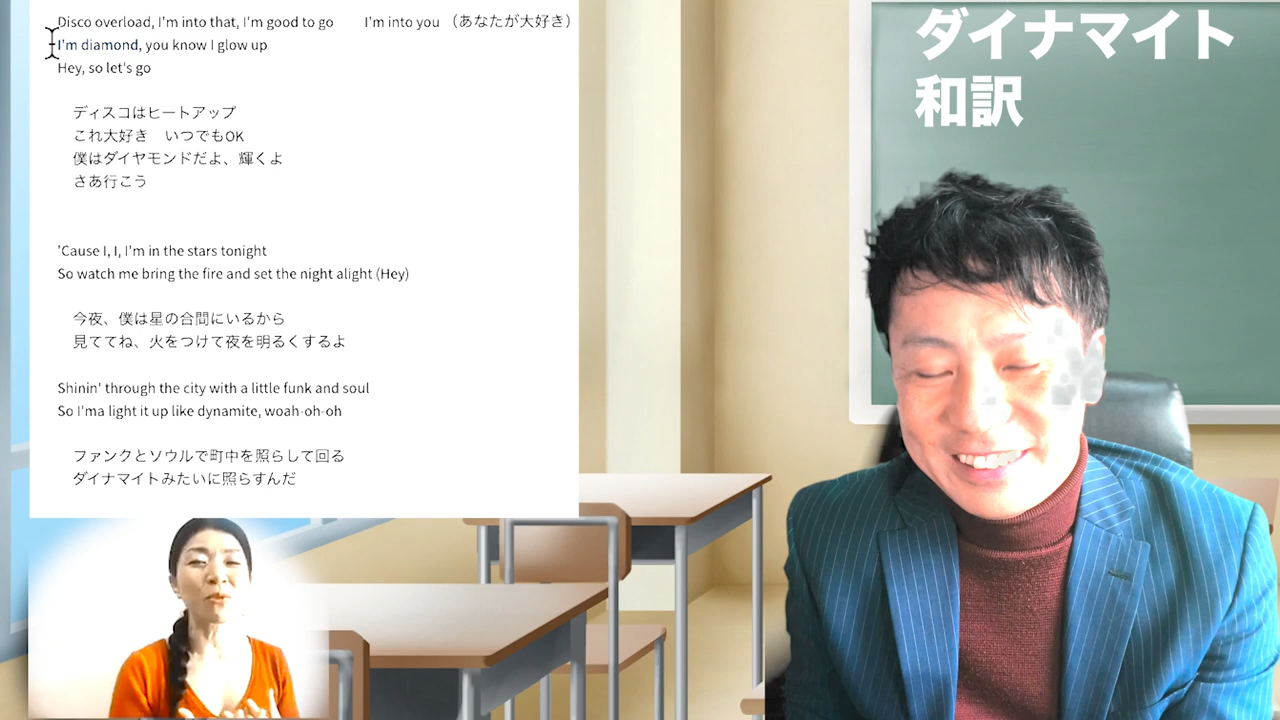 Disco overload, I'm into that, I'm good to go I'm into you （あなたが大好き）
I'm diamond, you know I glow up
Hey, so let's go
ディスコはヒートアップ
これ大好き　いつでもOK
僕はダイヤモンドだよ、輝くよ
さあ行こう
'Cause I, I, I'm in the stars tonight
So watch me bring the fire and set the night alight (Hey)
今夜、僕は星の合間にいるから
見ててね、火をつけて夜を明るくするよ
Shinin' through the city with a little funk and soul
So I'ma light it up like dynamite, woah-oh-oh
ファンクとソウルで町中を照らして回る
ダイナマイトみたいに照らすんだ
ダイナマイト
和訳